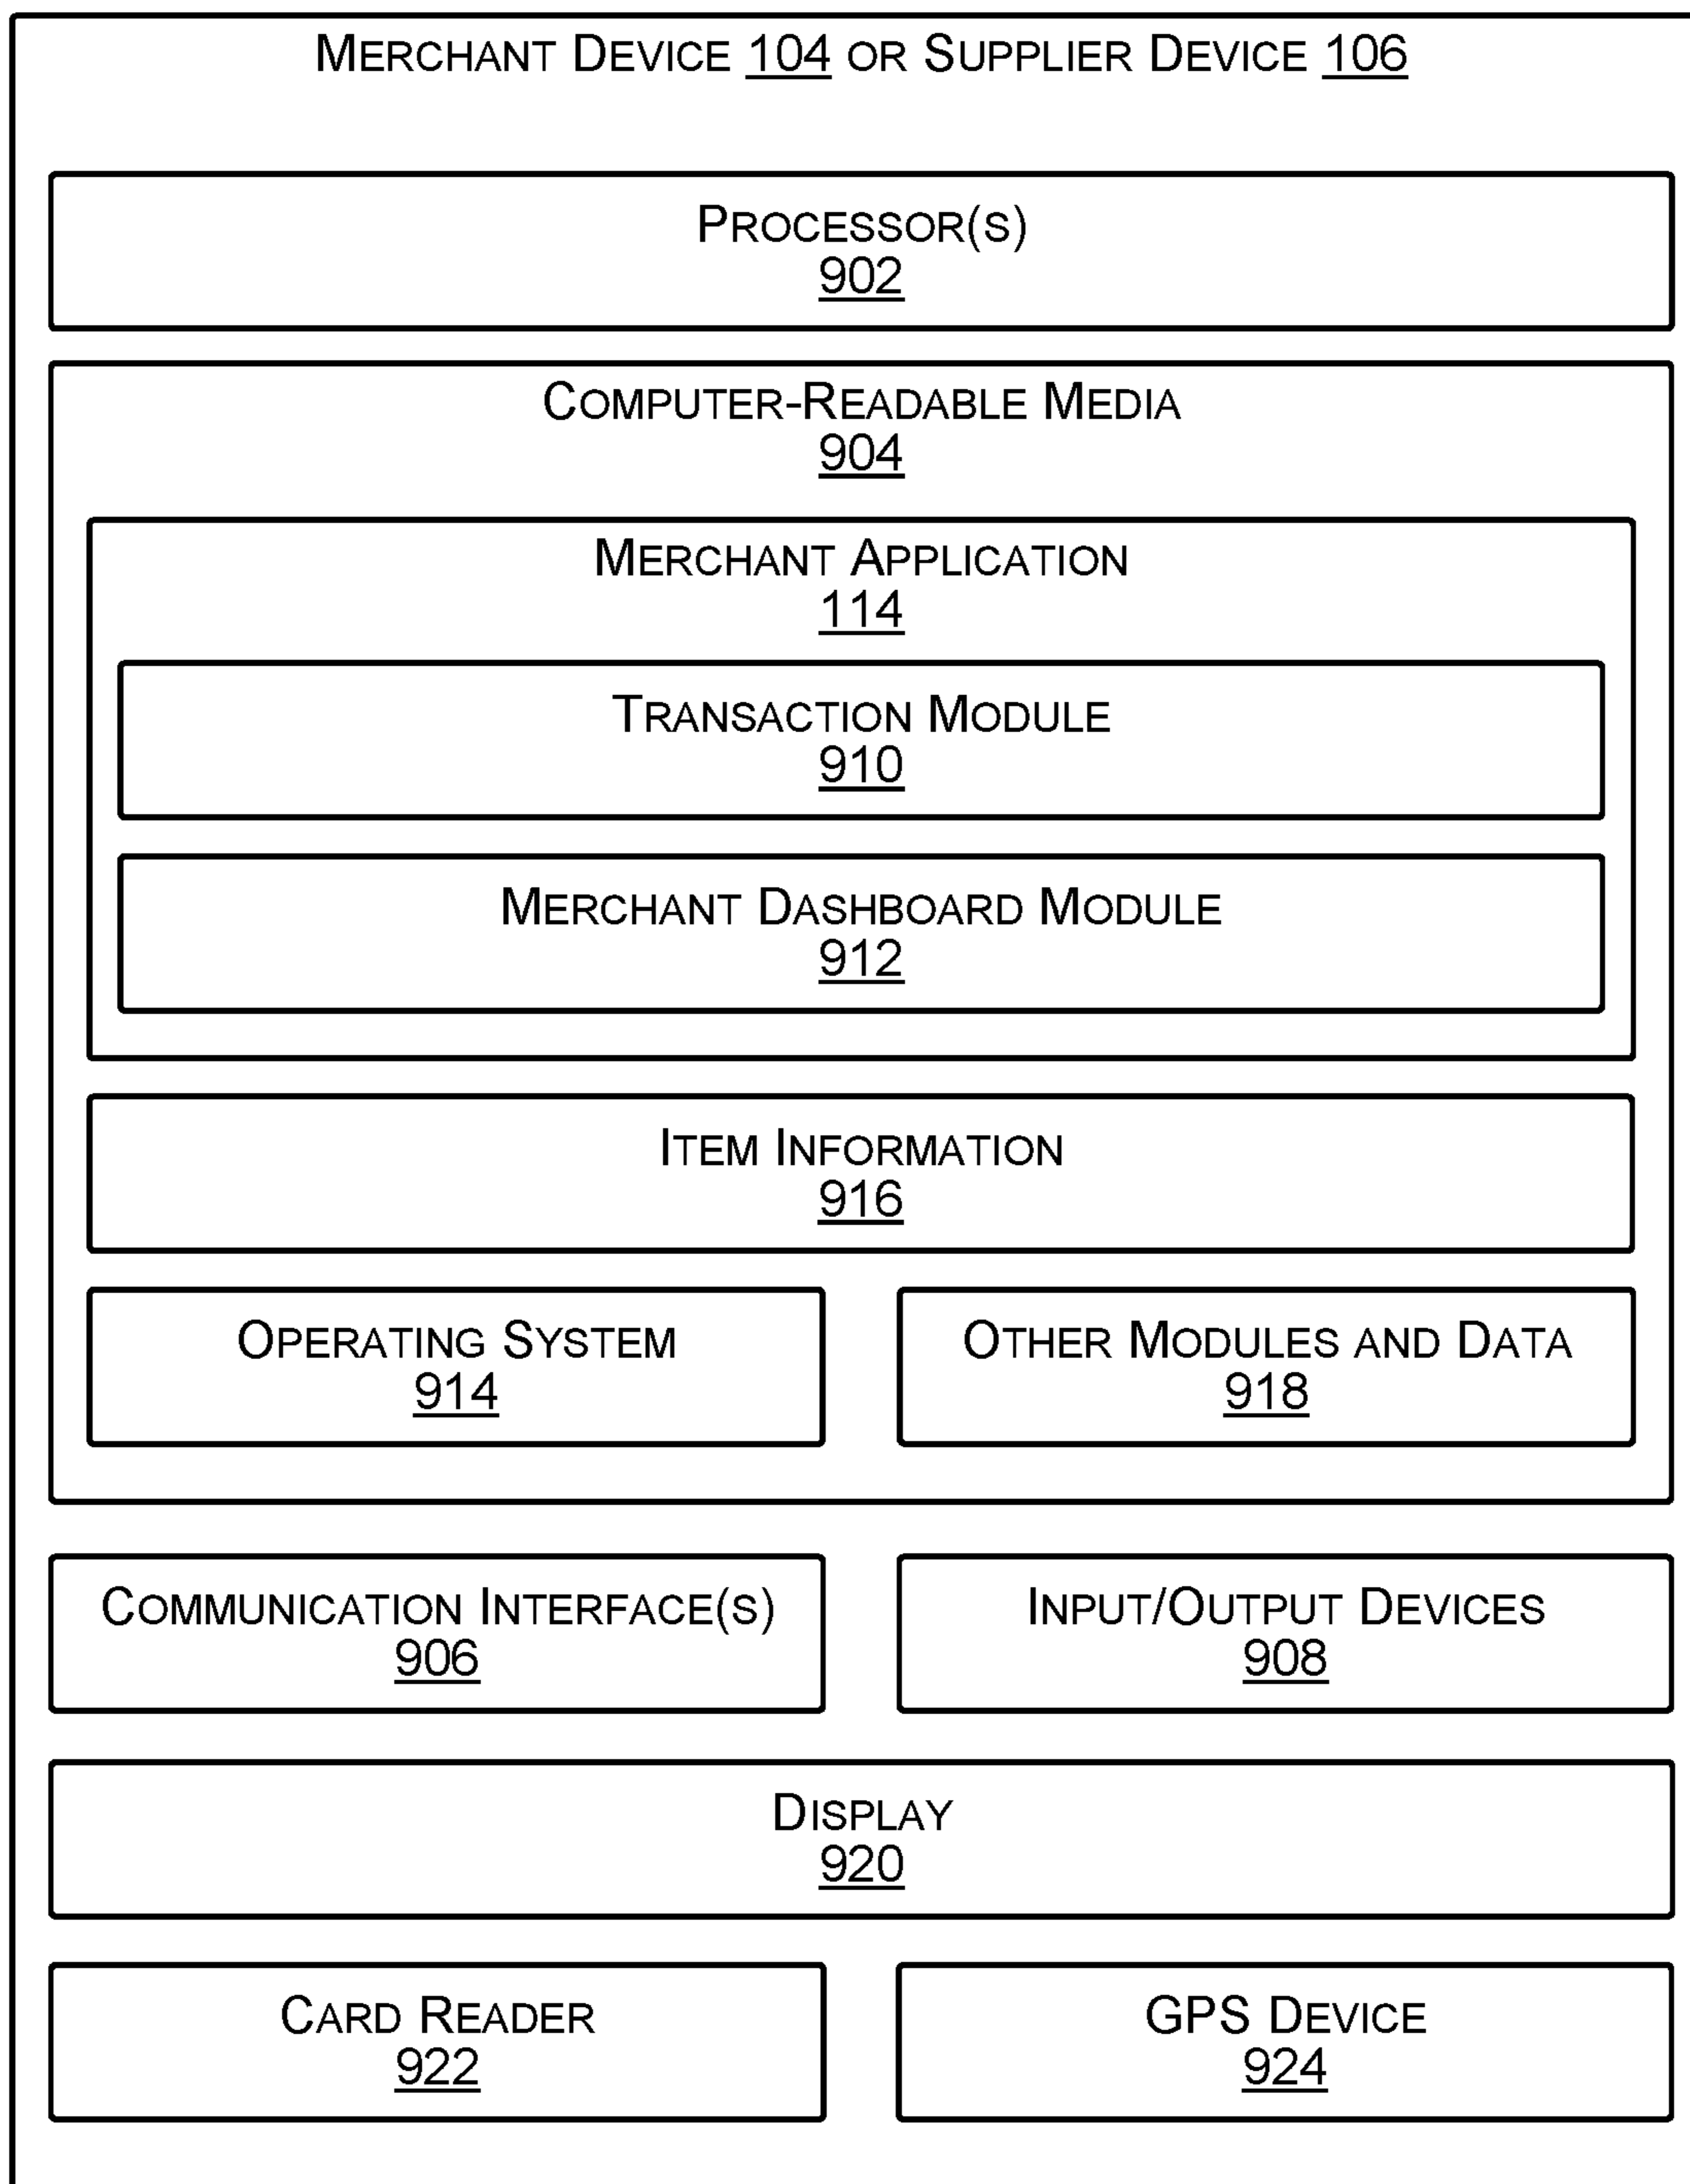 MERCHANT DEVICE 104 OR SUPPLIER DEVICE 106
PROCESSOR(S)
902
COMPUTER-READABLE MEDIA
904
MERCHANT APPLICATION
114
TRANSACTION MODULE
910
MERCHANT DASHBOARD MODULE
912
ITEM INFORMATION
916
OPERATING SYSTEM
914
OTHER MODULES AND DATA
918
COMMUNICATION INTERFACE(S)
906
INPUT/OUTPUT DEVICES
908
DISPLAY
920
CARD READER
922
GPS DEVICE
924